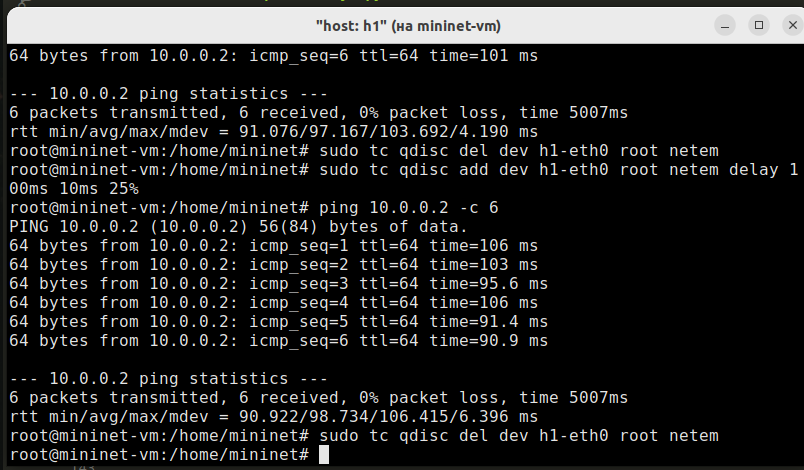 "host: h1" (на mininet-vm)
64 bytes from 10.0.0.2: icmp_seq=6 ttl=64 time=101 ms
--- 10.0.0.2 ping statistics ---
6 packets transmitted, 6 received, 0% packet loss, time 5007ms
rtt min/avg/max/mdev = 91.076/97.167/103.692/4.190 ms
root@mininet-vm:/home/mininet# sudo tc qdisc del dev h1-eth0 root netem
root@mininet-vm:/home/mininet# sudo tc qdisc add dev h1-eth0 root netem delay 1
00ms 10ms 25%
root@mininet-vm:/home/mininet# ping 10.0.0.2 -c 6
PING 10.0.0.2 (10.0.0.2) 56(84) bytes of data.
64 bytes from 10.0.0.2: icmp_seq=1 ttl=64 time=106 ms
64 bytes from 10.0.0.2: icmp_seq=2 ttl=64 time=103 ms
64 bytes from 10.0.0.2: icmp_seq=3 ttl=64 time=95.6 ms
64 bytes from 10.0.0.2: icmp_seq=4 ttl=64 time=106 ms
64 bytes from 10.0.0.2: icmp_seq=5 ttl=64 time=91.4 ms
64 bytes from 10.0.0.2: icmp_seq=6 ttl=64 time=90.9 ms
--- 10.0.0.2 ping statistics ---
6 packets transmitted, 6 received, 0% packet loss, time 5007ms
rtt min/avg/max/mdev = 90.922/98.734/106.415/6.396 ms
root@mininet-vm:/home/mininet# sudo tc qdisc del dev h1-eth0 root netem
root@mininet-vm:/home/mininet#